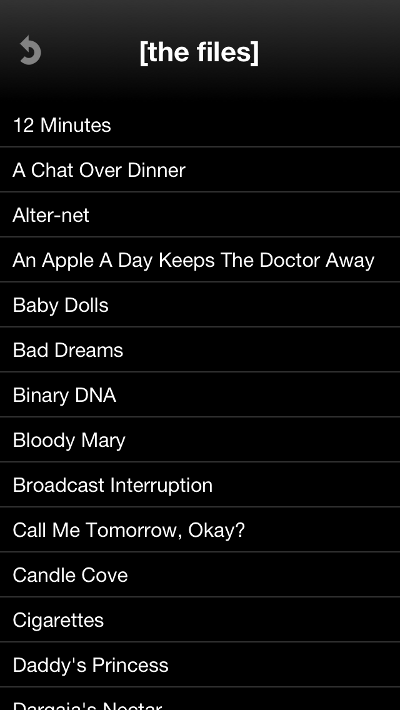 [the files]
12 Minutes
A Chat Over Dinner
Alter-net
An Apple A Day Keeps The Doctor Away
Baby Dolls
Bad Dreams
Binary DNA
Bloody Mary
Broadcast Interruption
Call Me Tomorrow, Okay?
Candle Cove
Cigarettes
Daddy's Princess